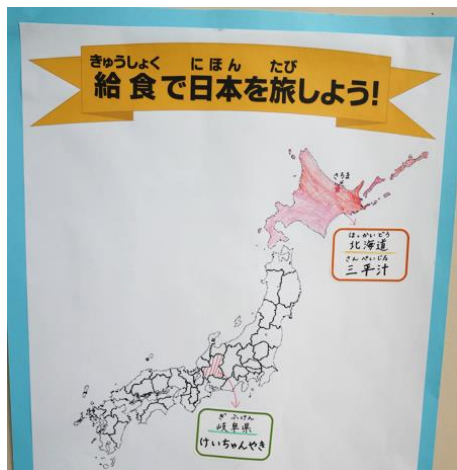 きゅうしょく にほん たび
給食で日本を旅しよう!
さろま
ほっかいどう
北海道
さんぺいじる
三平汁
ぎふけん
岐阜県
けいちゃんやき